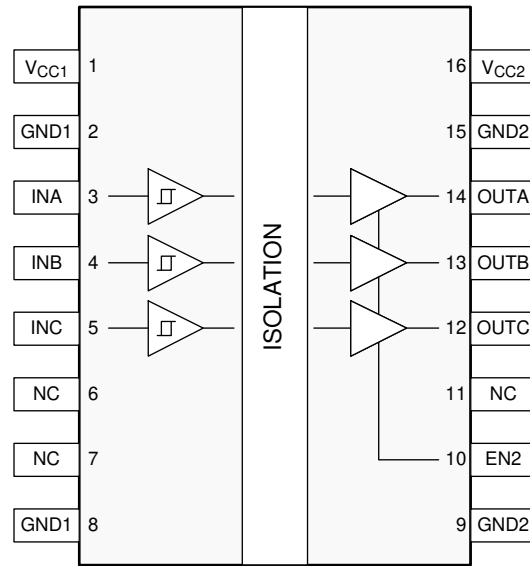 VCC1 1 16 VCC2
GND1 2 15 GND2
INA 3 14 OUTA
INB 4 13 OUTB
INC 5 12 OUTC
NC 6 11 NC
NC 7 10 EN2
GND1 8 9 GND2
ISOLATION